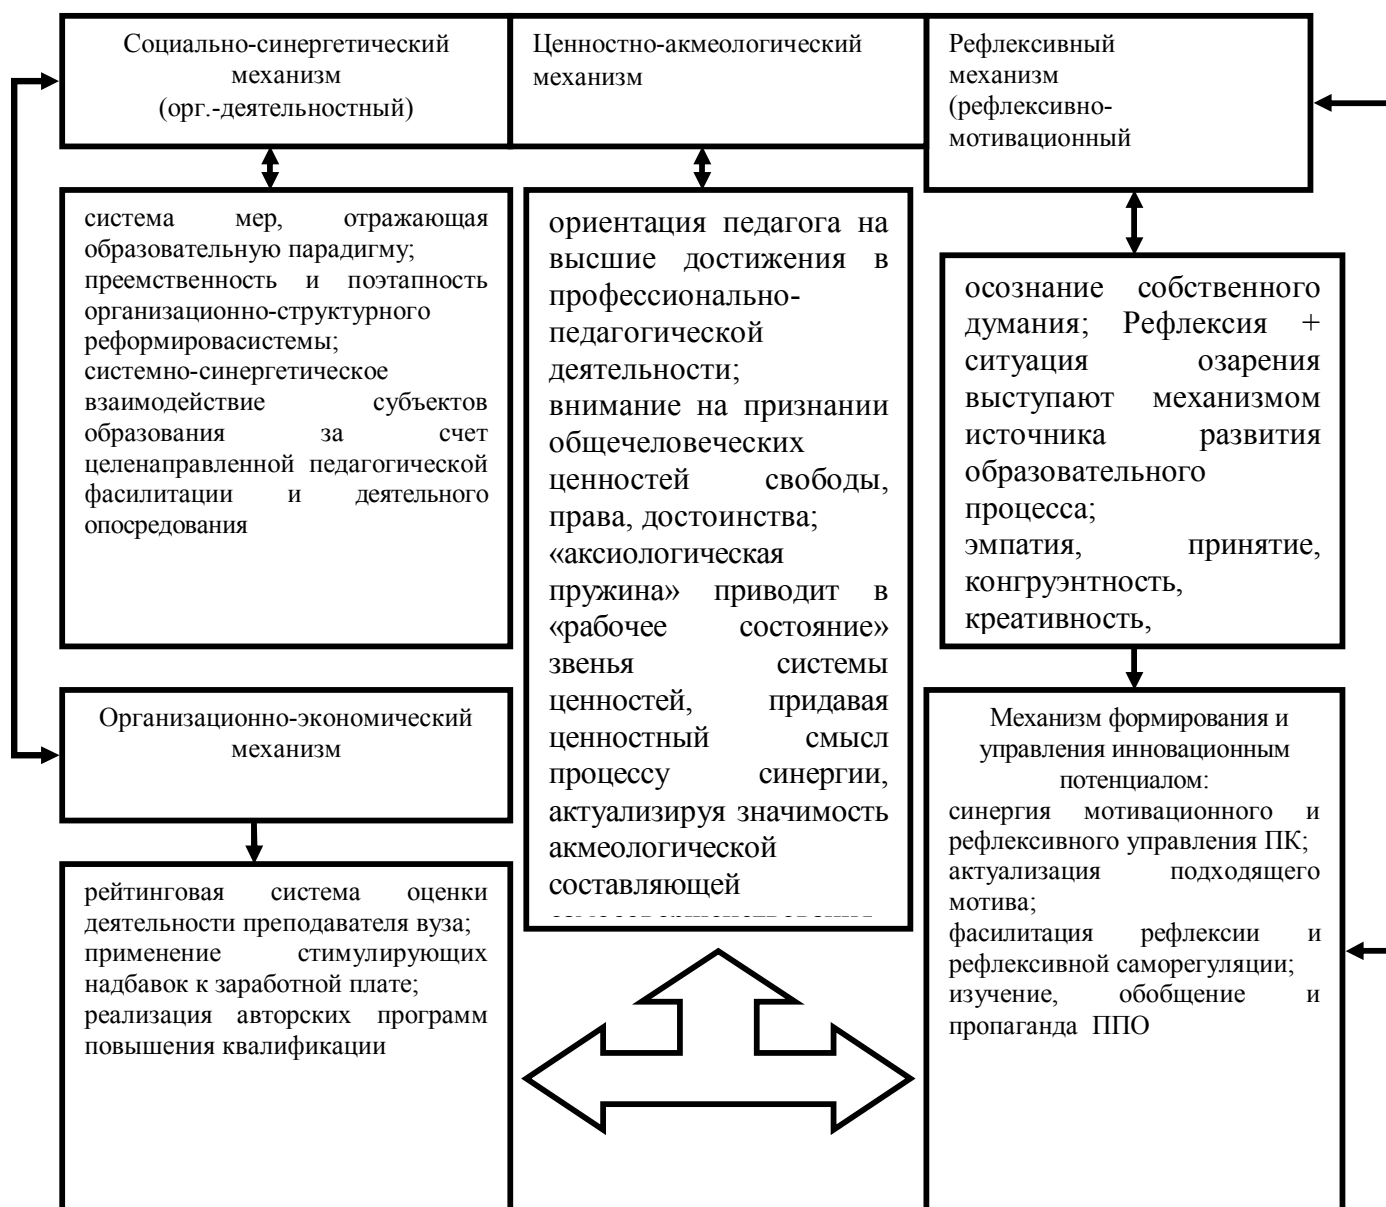 Социально-синергетический
механизм
(орг.-деятельностный)
Ценностно-акмеологический
механизм
Рефлексивный
механизм
(рефлексивно-
мотивационный
система мер, отражающая
образовательную парадигму;
преемственность и поэтапность
организационно-структурного
реформировасистемы;
системно-синергетическое
взаимодействие субъектов
образования за счет
целенаправленной педагогической
фасилитации и деятельного
опосредования
ориентация педагога на
высшие достижения в
профессионально-
педагогической
деятельности;
внимание на признании
общечеловеческих
ценностей свободы,
права, достоинства;
«аксиологическая
пружина» приводит в
«рабочее состояние»
звенья системы
ценностей, придавая
ценностный смысл
процессу синергии,
актуализируя значимость
акмеологической
составляющей
осознание собственного
думания; Рефлексия +
ситуация озарения
выступают механизмом
источника развития
образовательного
процесса;
эмпатия, принятие,
конгруэнтность,
креативность,
Организационно-экономический
механизм
рейтинговая система оценки
деятельности преподавателя вуза;
применение стимулирующих
надбавок к заработной плате;
реализация авторских программ
повышения квалификации
Механизм формирования и
управления инновационным
потенциалом:
синергия мотивационного и
рефлексивного управления ПК;
актуализация подходящего
мотива;
фасилитация рефлексии и
рефлексивной саморегуляции;
изучение, обобщение и
пропаганда ППО